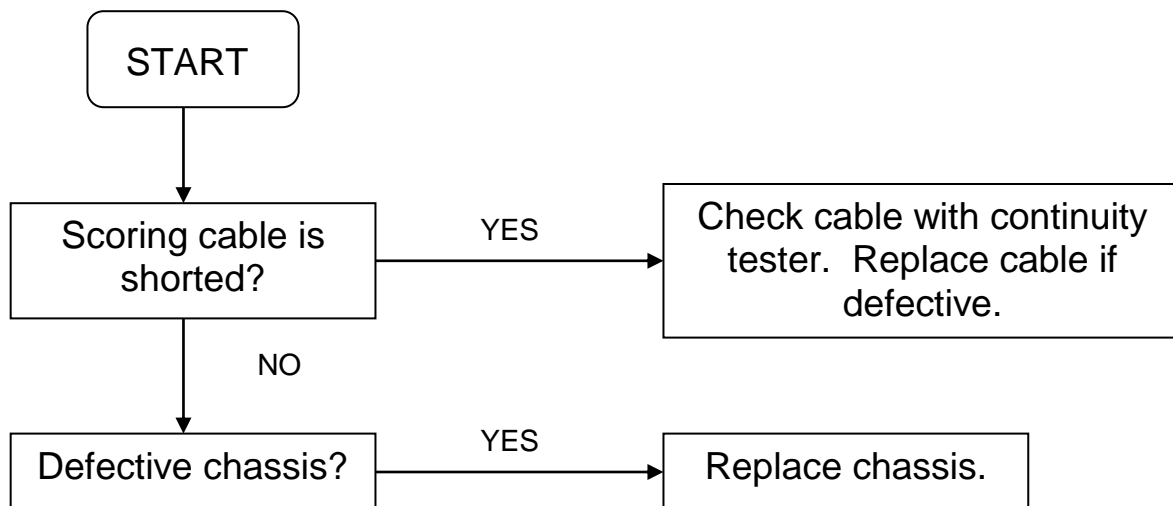 START
Scoring cable is
shorted?
YES
Check cable with continuity
tester.  Replace cable if
defective.
NO
Defective chassis?
YES
Replace chassis.